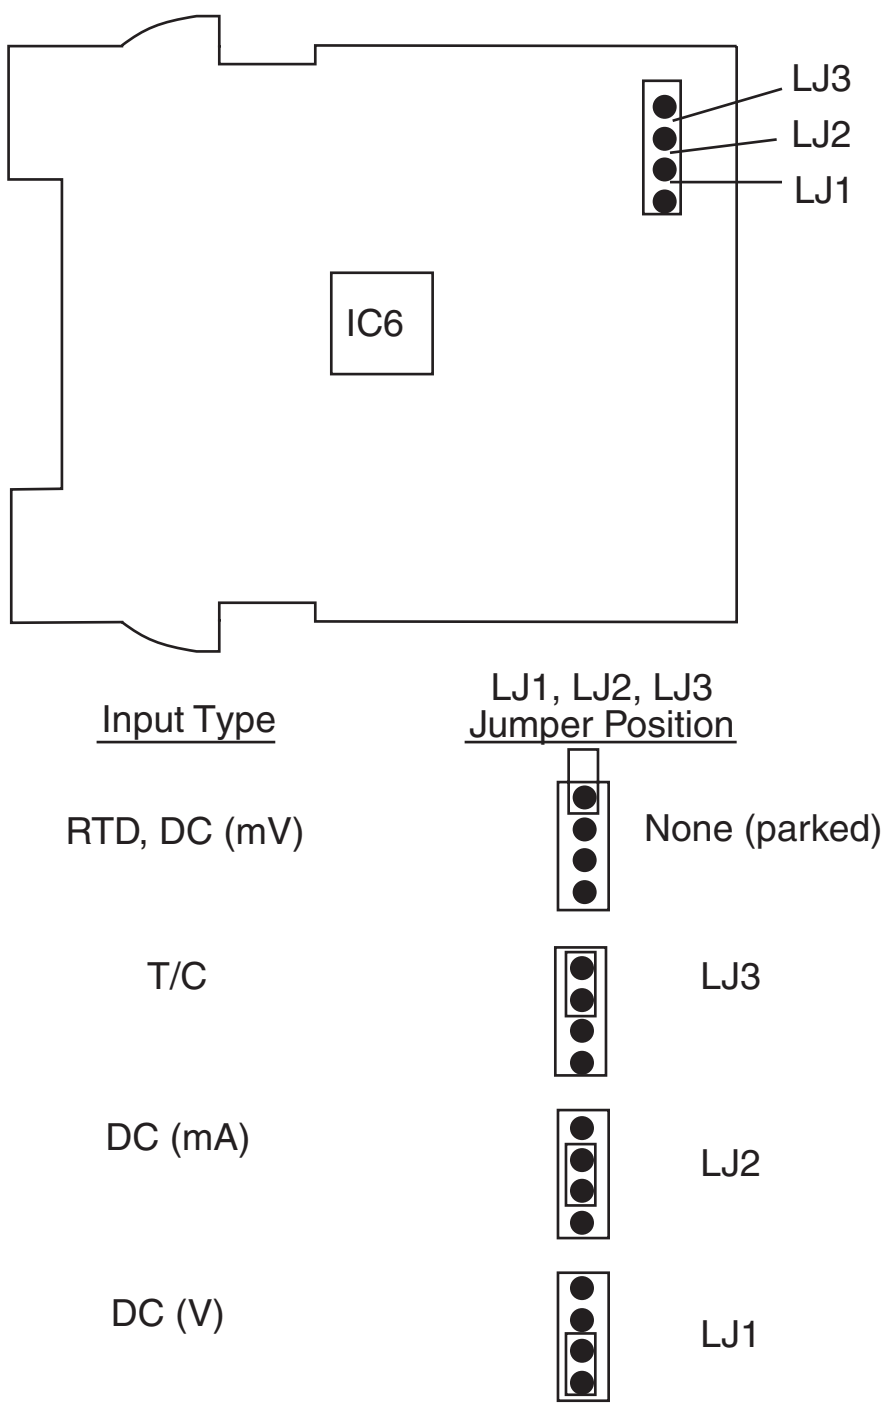 LJ3
LJ2
LJ1
IC6
Input Type
LJ1, LJ2, LJ3
Jumper Position
RTD, DC (mV)
None (parked)
T/C
LJ3
DC (mA)
LJ2
DC (V)
LJ1